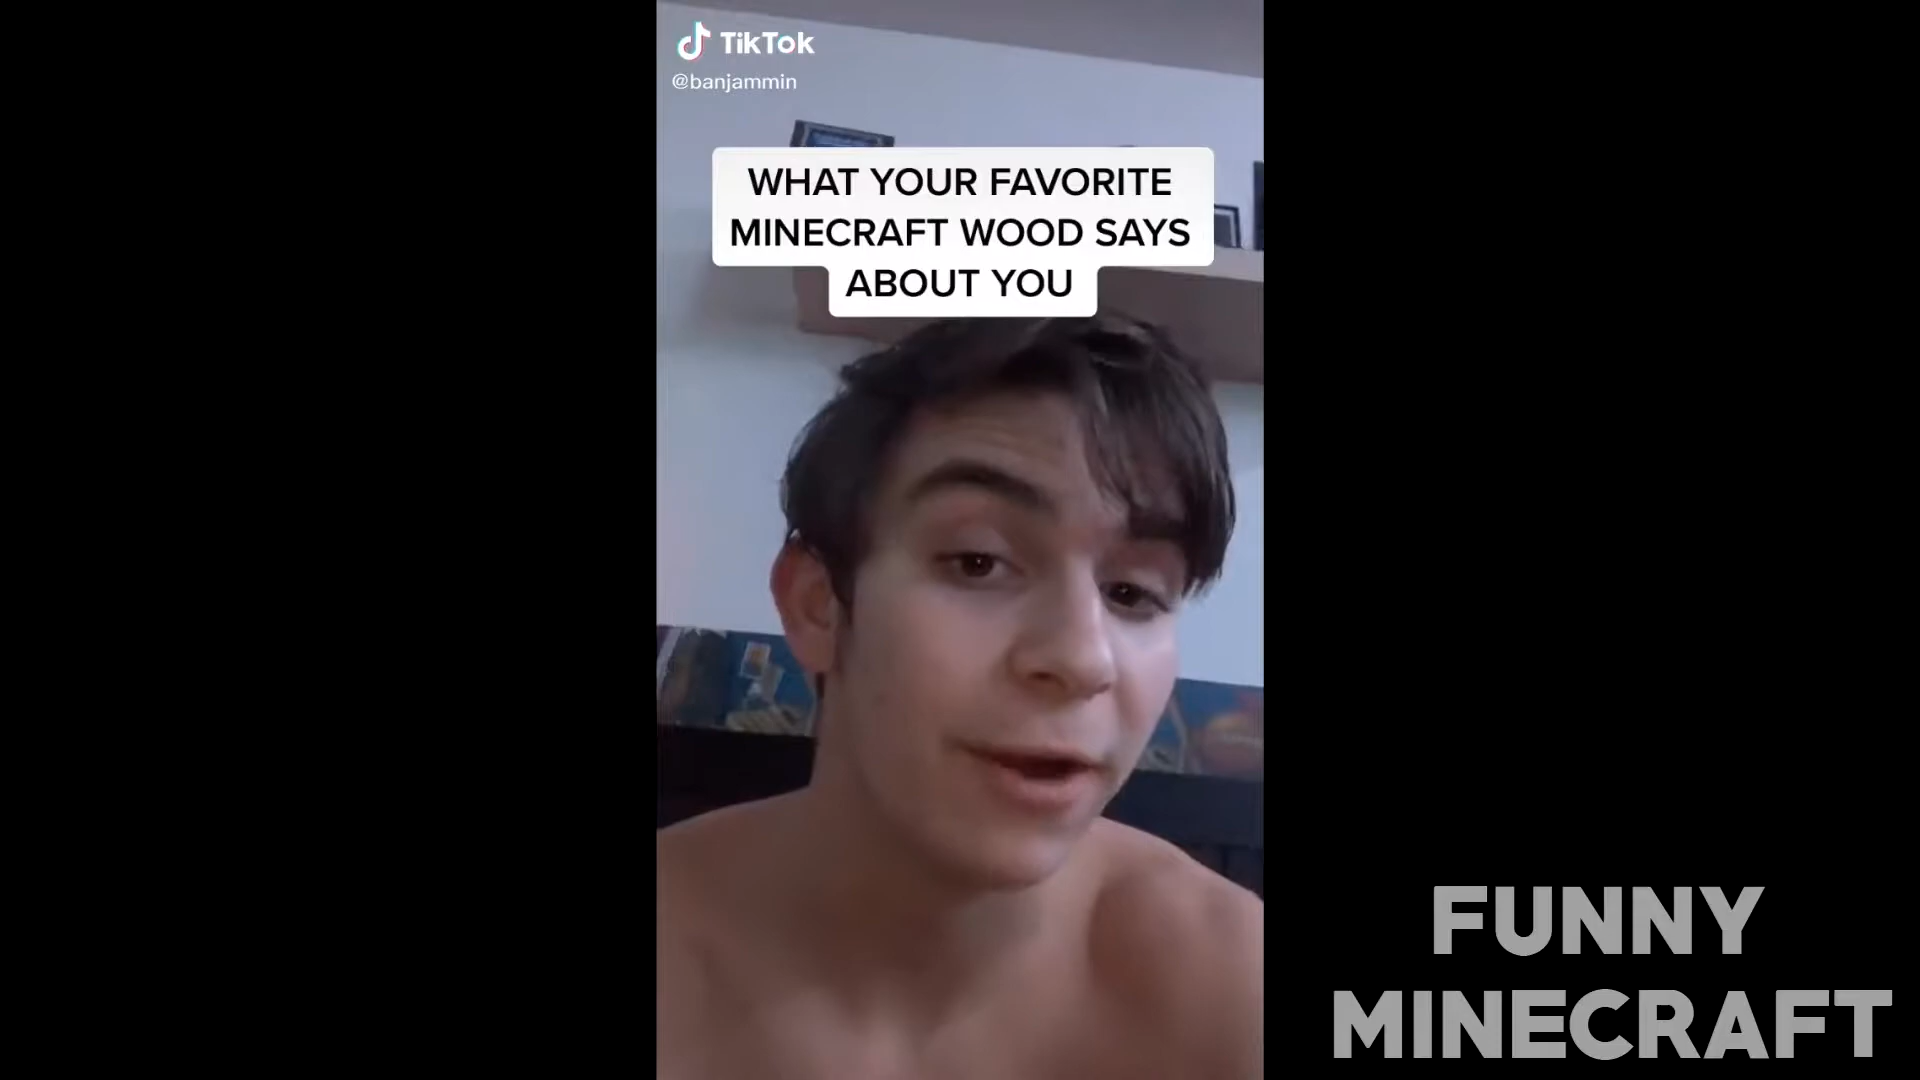 TikTok
@banjammin
WHAT YOUR FAVORITE
MINECRAFT WOOD SAYS
ABOUT YOU
FUNNY
MINECRAFT